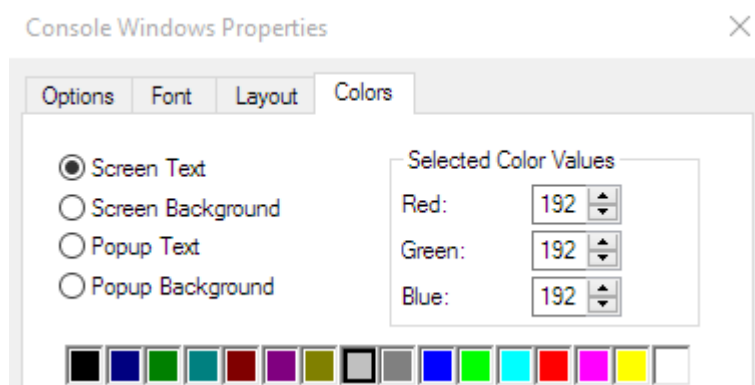 Console Windows Properties
Options Font Layout Colors
Screen Text
Screen Background
Popup Text
Popup Background
Selected Color Values
Red: 192
Green: 192
Blue: 192